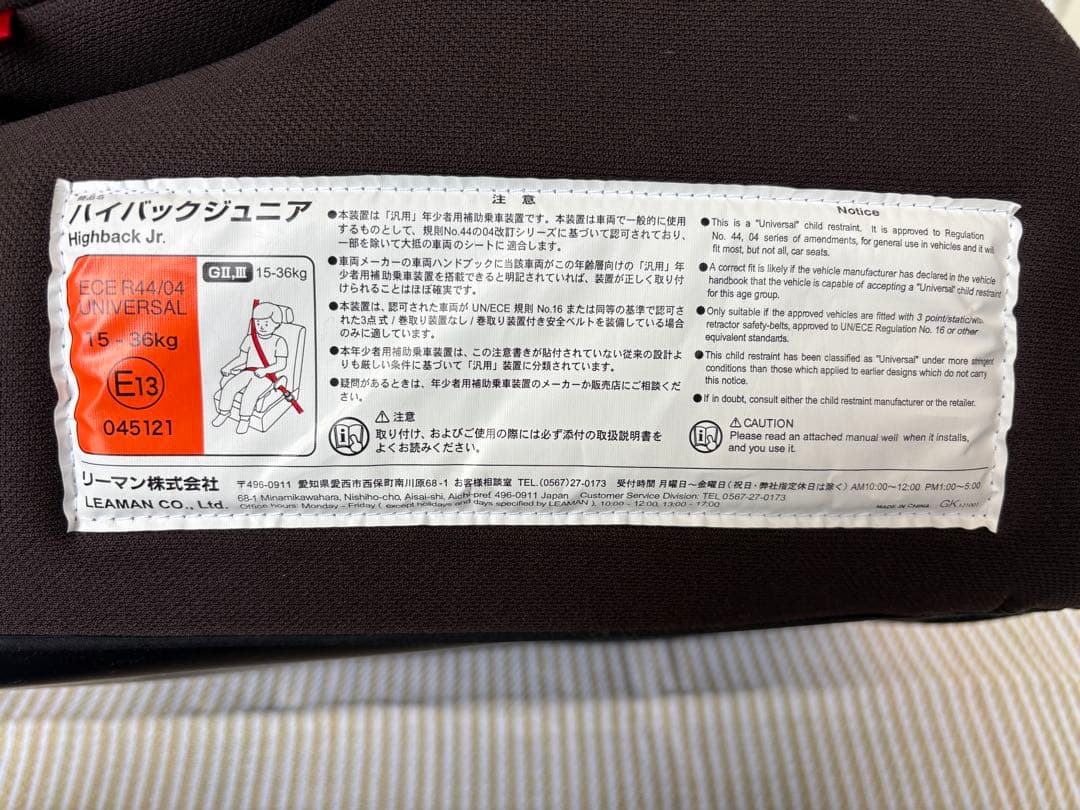 商品名
ハイバックジュニア
Highback Jr.
ECE R44/04
UNIVERSAL
15 - 36kg
E13
045121
GII,III 15-36kg
注 意
●本装置は「汎用」年少者用補助乗車装置です。本装置は車両で一般的に使用
するものとして、規則No.44の04改訂シリーズに基づいて認可されており、
一部を除いて大抵の車両のシートに適合します。
●車両メーカーの車両ハンドブックに当該車両がこの年齢層向けの「汎用」年
少者用補助乗車装置を搭載できると明記されていれば、装置が正しく取り付
けられることはほぼ確実です。
●本装置は、認可された車両が UN/ECE 規則 No.16 または同等の基準で認可さ
れた3点式 / 巻取り装置なし / 巻取り装置付き安全ベルトを装備している場合
のみに適しています。
●本年少者用補助乗車装置は、この注意書きが貼付されていない従来の設計よ
りも厳しい条件に基づいて「汎用」装置に分類されています。
●疑問があるときは、年少者用補助乗車装置のメーカーか販売店にご相談くだ
さい。
⚠ 注意
取り付け、およびご使用の際には必ず添付の取扱説明書を
よくお読みください。
Notice
●This is a "Universal" child restraint. It is approved to Regulation
No. 44, 04 series of amendments, for general use in vehicles and it will
fit most, but not all, car seats.
●A correct fit is likely if the vehicle manufacturer has declared in the vehicle
handbook that the vehicle is capable of accepting a "Universal" child restraint
for this age group.
●Only suitable if the approved vehicles are fitted with 3 point/static/with
retractor safety-belts, approved to UN/ECE Regulation No. 16 or other
equivalent standards.
●This child restraint has been classified as "Universal" under more stringent
conditions than those which applied to earlier designs which do not carry
this notice.
●If in doubt, consult either the child restraint manufacturer or the retailer.
⚠CAUTION
Please read an attached manual well when it installs,
and you use it.
リーマン株式会社 〒496-0911 愛知県愛西市西保町南川原68-1 お客様相談室 TEL.(0567)27-0173 受付時間 月曜日～金曜日(祝日・弊社指定休日は除く) AM10:00～12:00 PM1:00～5:00
LEAMAN CO., Ltd. 68-1 Minamikawahara, Nishiho-cho, Aisai-shi, Aichi-pref. 496-0911 Japan Customer Service Division: TEL 0567-27-0173
Office hours: Monday - Friday ( except holidays and days specified by LEAMAN ), 10:00 - 12:00, 13:00 - 17:00
MADE IN CHINA GK